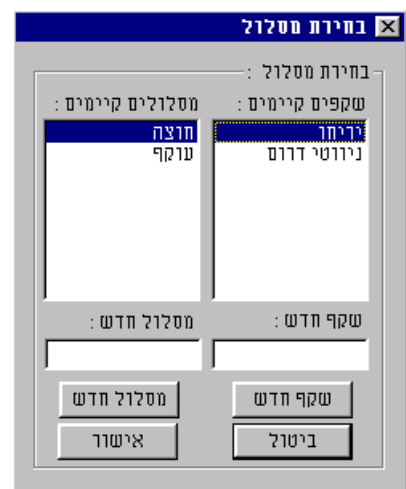 בחירת מסלול
בחירת מסלול :
שקפים קיימים : מסלולים קיימים :
יריחו חוצה
ניווטי דרום עוקף
שקף חדש : מסלול חדש :
שקף חדש מסלול חדש
ביטול אישור